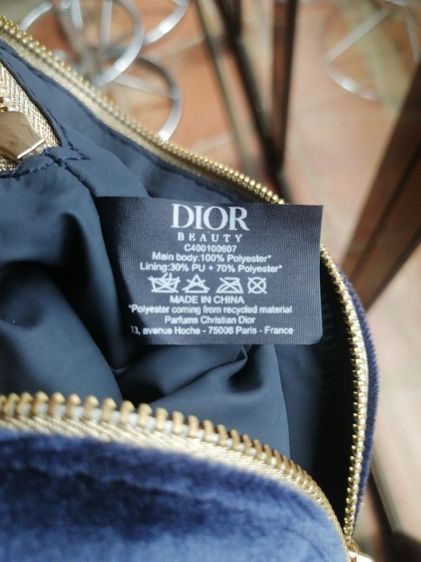 DIOR
BEAUTY
C400100607
Main body:100% Polyester*
Lining:30% PU + 70% Polyester*
MADE IN CHINA
*Polyester coming from recycled material
Parfums Christian Dior
33, avenue Hoche - 75008 Paris - France